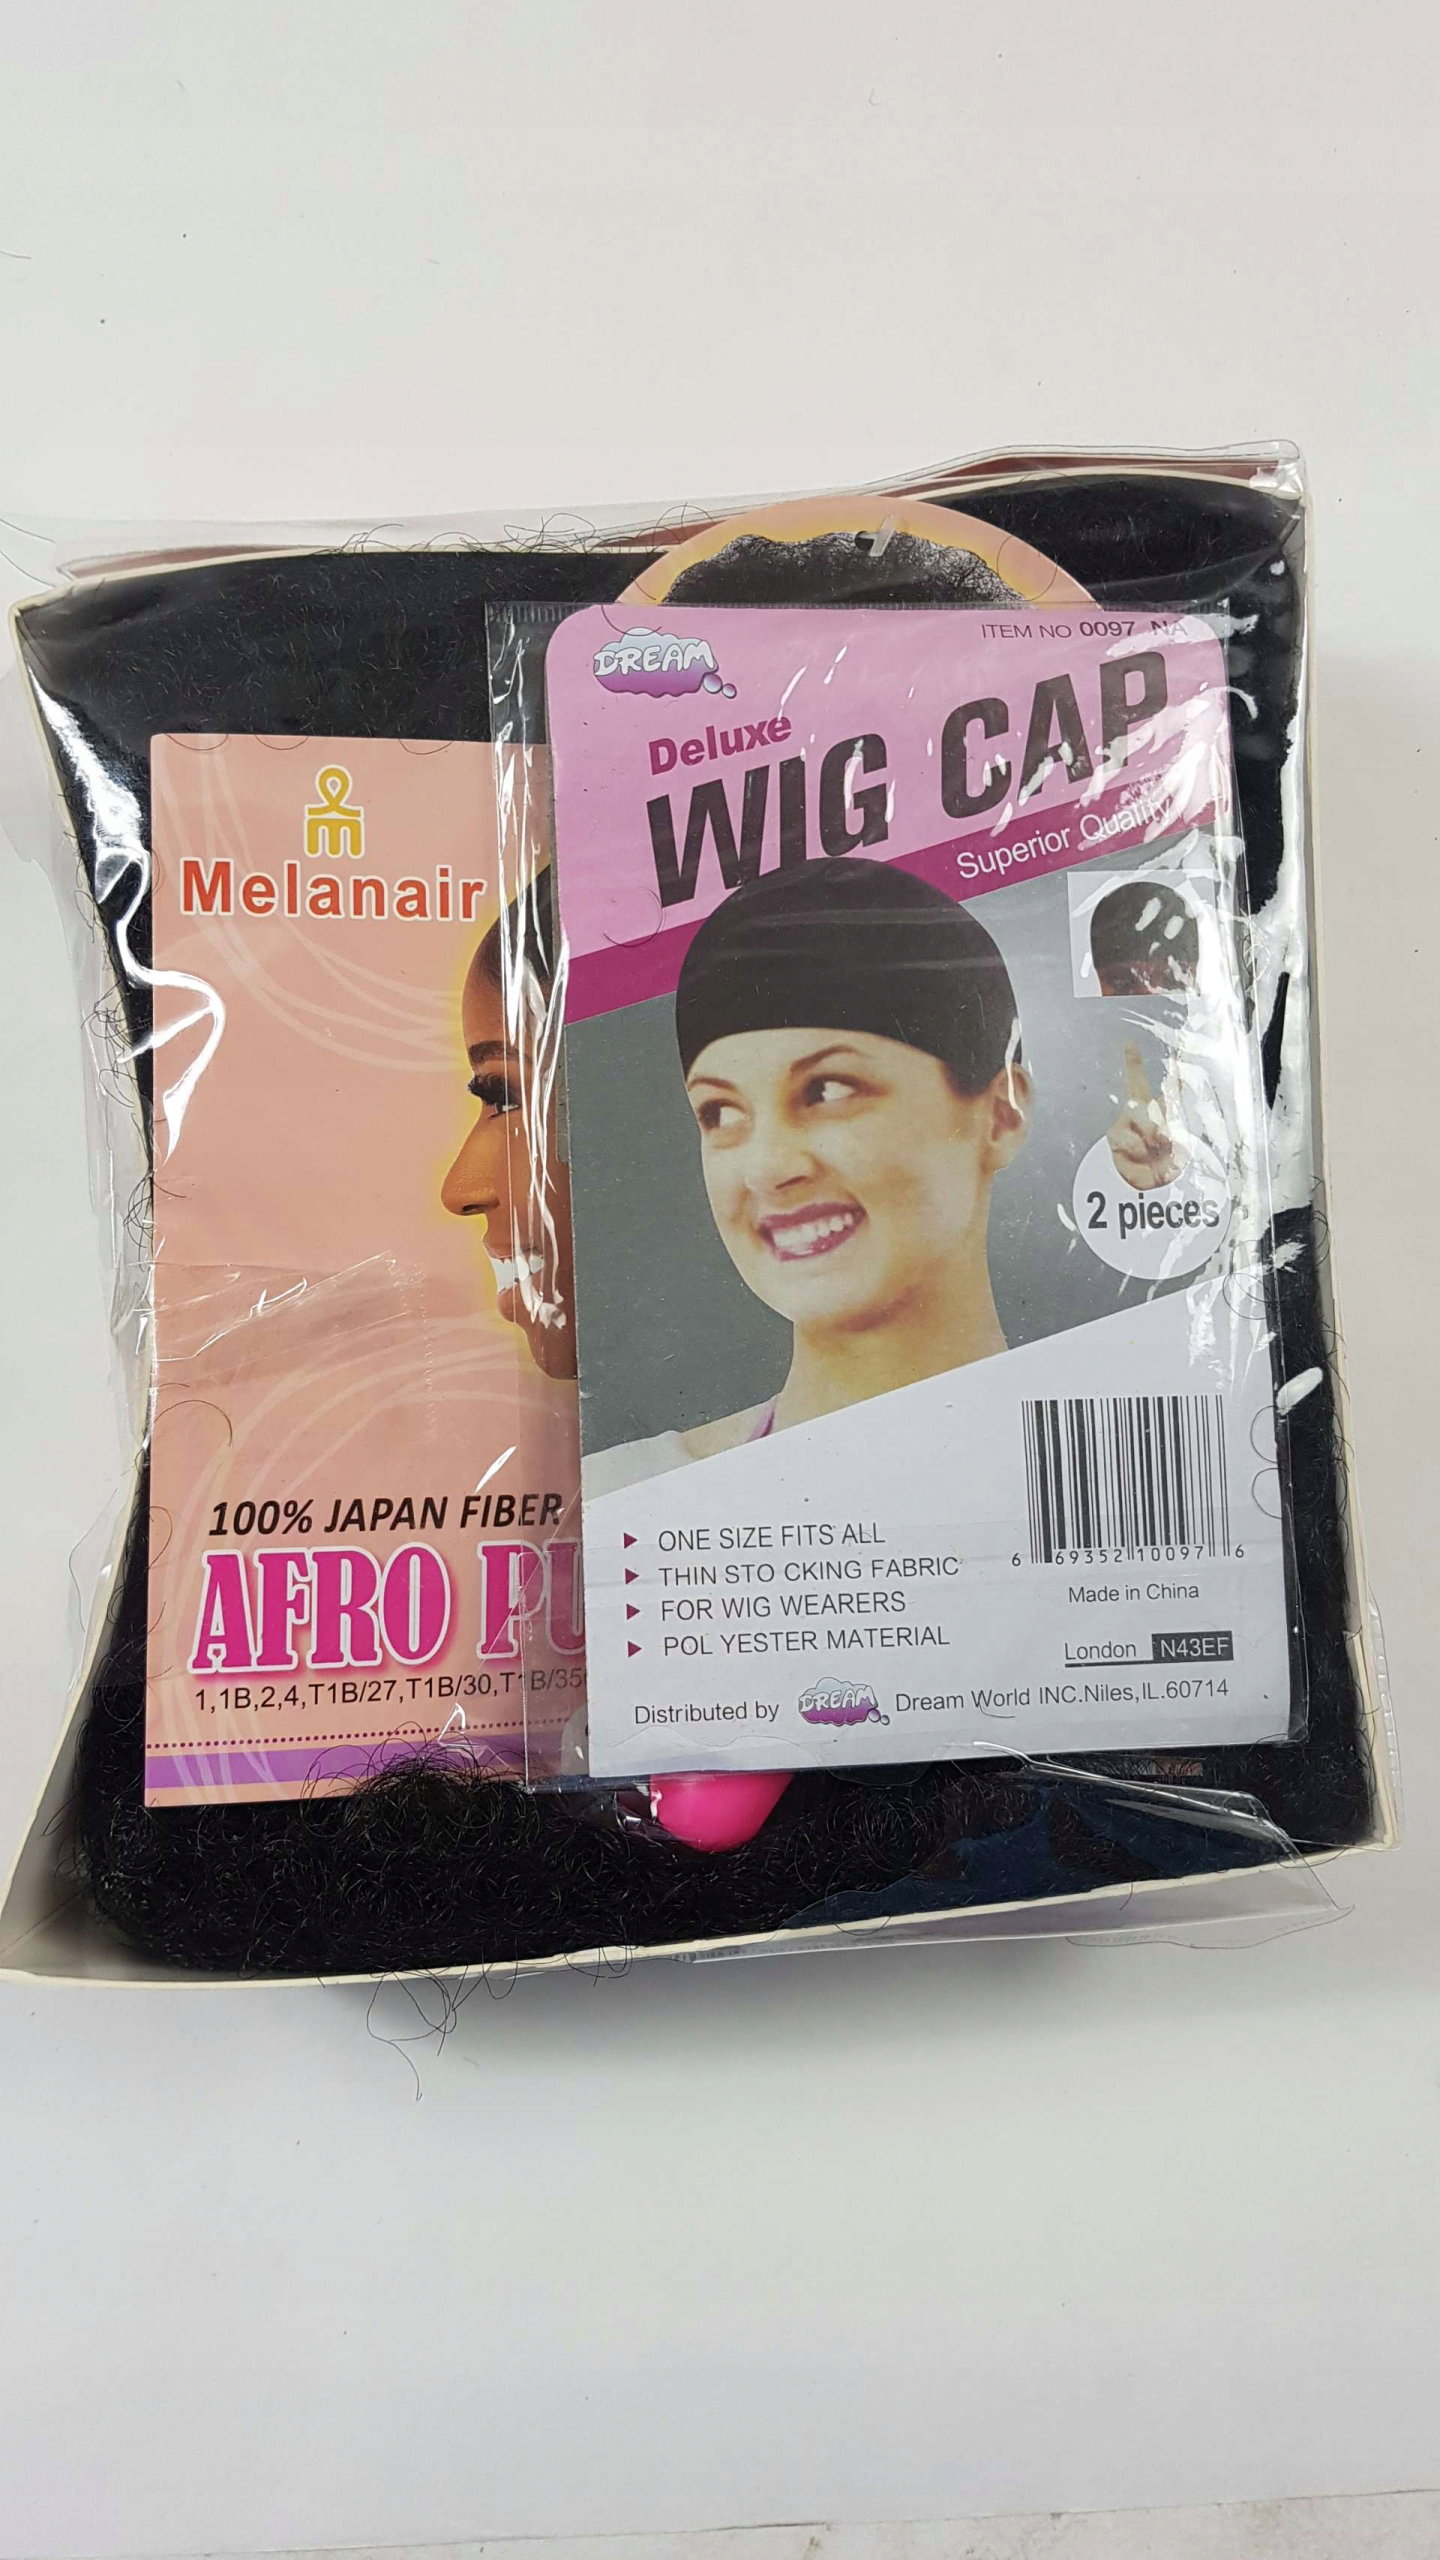 Melanair
100% JAPAN FIBER
AFRO PU
1,1B,2,4,T1B/27,T1B/30,T1B/35
DREAM
ITEM NO 0097 NA
Deluxe
WIG CAP
Superior Quality
2 pieces
ONE SIZE FITS ALL
THIN STO CKING FABRIC
FOR WIG WEARERS
POL YESTER MATERIAL
6 69352 10097 6
Made in China
London N43EF
Distributed by DREAM Dream World INC.Niles,IL.60714